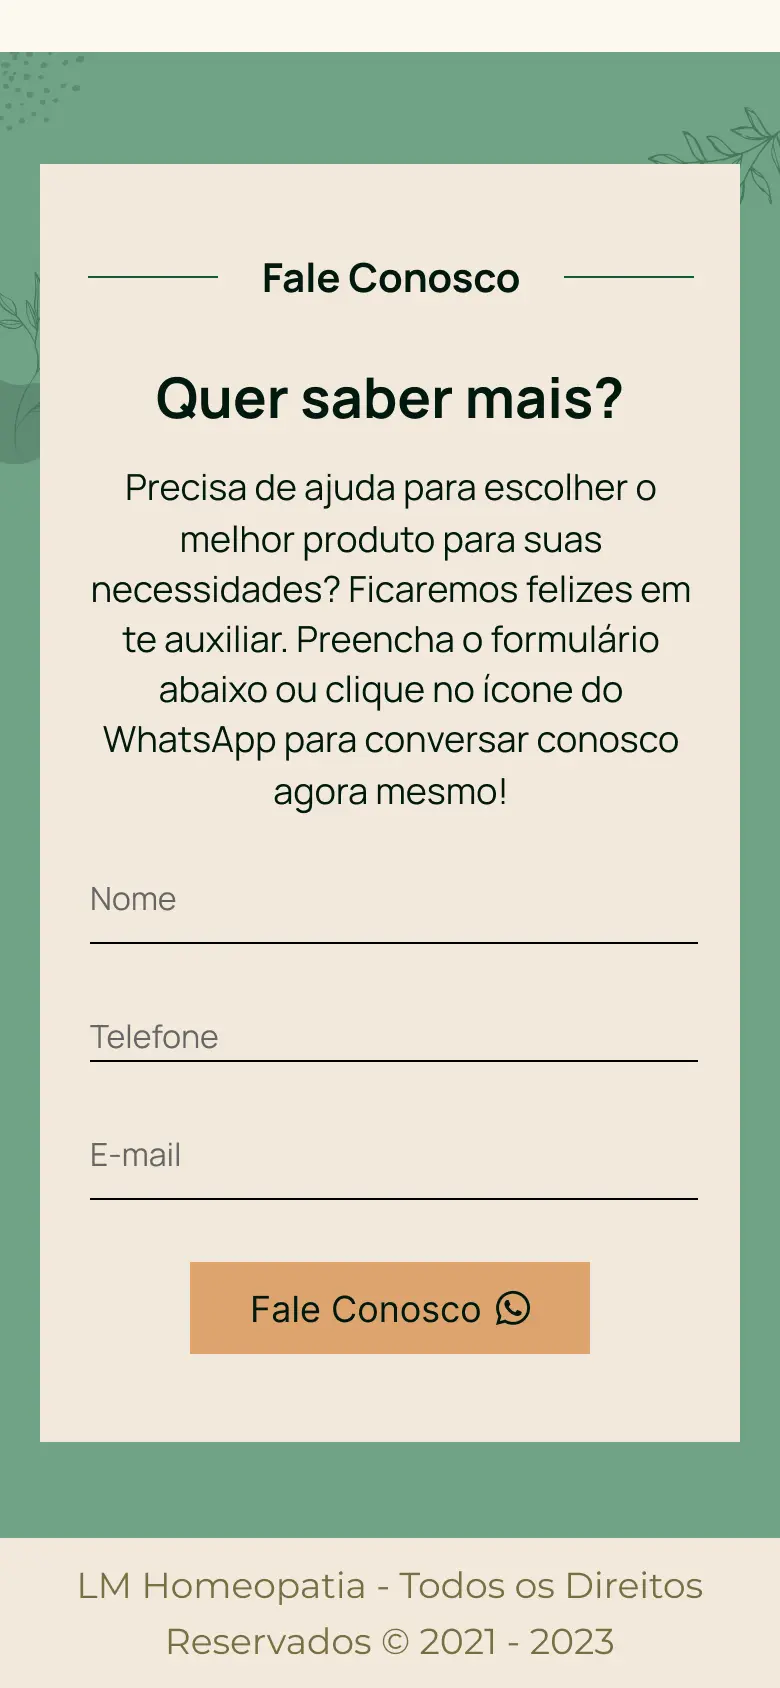 Fale Conosco
Quer saber mais?
Precisa de ajuda para escolher o
melhor produto para suas
necessidades? Ficaremos felizes em
te auxiliar. Preencha o formulário
abaixo ou clique no ícone do
WhatsApp para conversar conosco
agora mesmo!
Nome
Telefone
E-mail
Fale Conosco
LM Homeopatia - Todos os Direitos
Reservados © 2021 - 2023